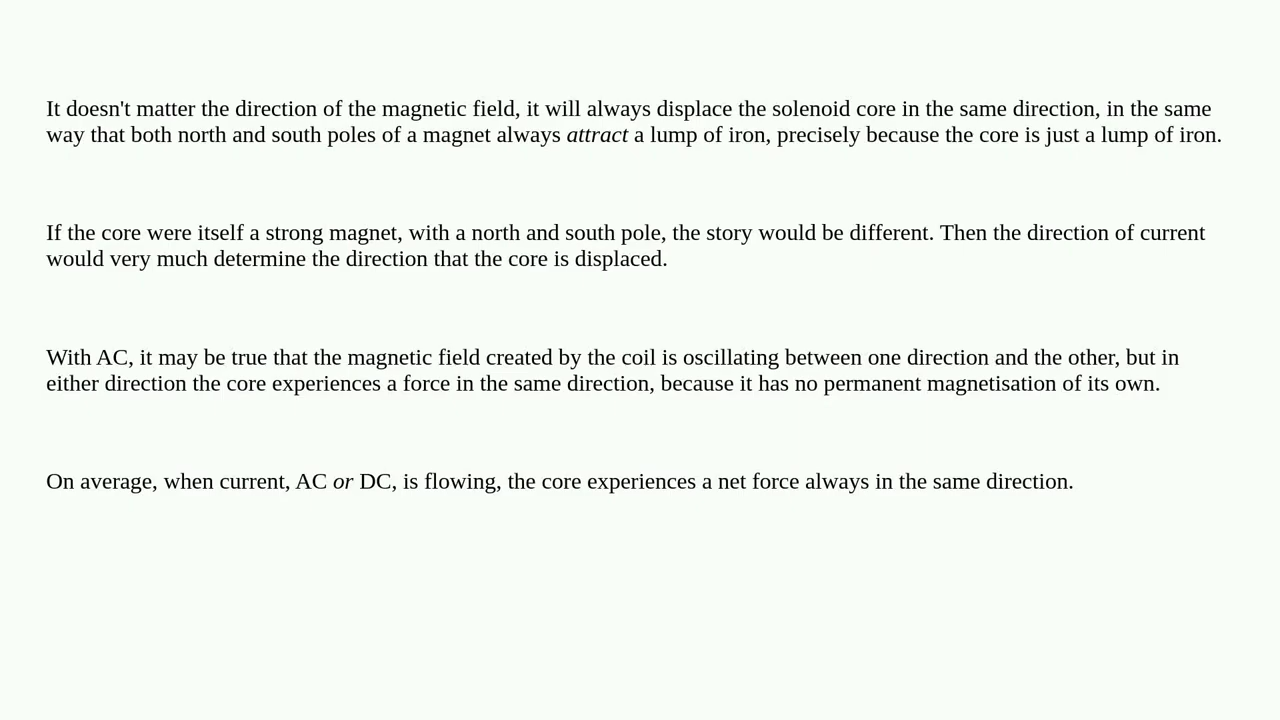 It doesn't matter the direction of the magnetic field, it will always displace the solenoid core in the same direction, in the same
way that both north and south poles of a magnet always attract a lump of iron, precisely because the core is just a lump of iron.
If the core were itself a strong magnet, with a north and south pole, the story would be different. Then the direction of current
would very much determine the direction that the core is displaced.
With AC, it may be true that the magnetic field created by the coil is oscillating between one direction and the other, but in
either direction the core experiences a force in the same direction, because it has no permanent magnetisation of its own.
On average, when current, AC or DC, is flowing, the core experiences a net force always in the same direction.